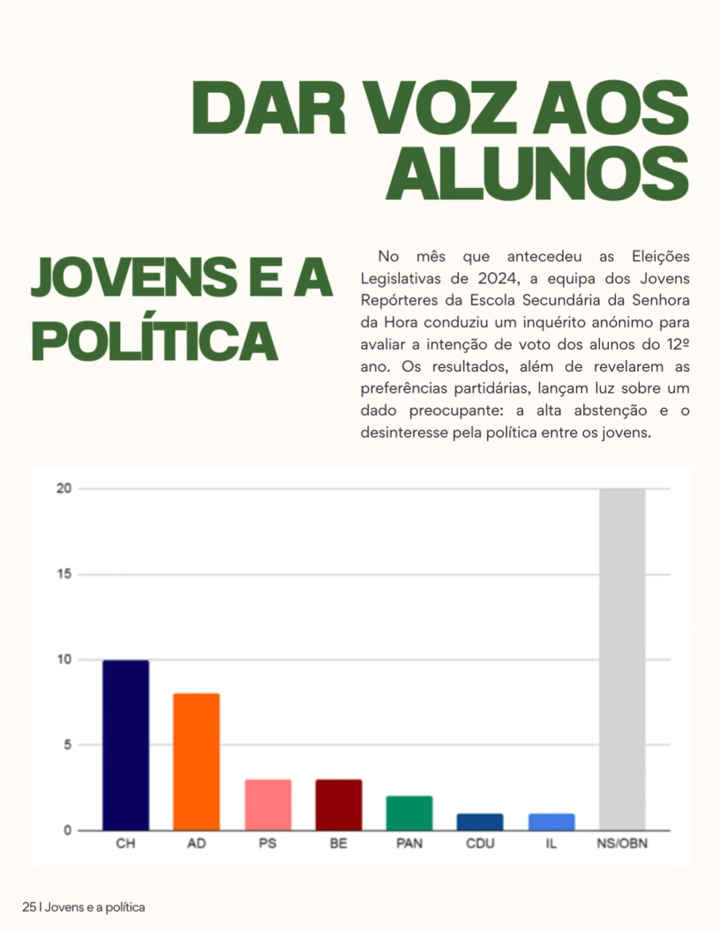 DAR VOZ AOS
ALUNOS
JOVENS E A
POLÍTICA
No mês que antecedeu as Eleições
Legislativas de 2024, a equipa dos Jovens
Repórteres da Escola Secundária da Senhora
da Hora conduziu um inquérito anónimo para
avaliar a intenção de voto dos alunos do 12º
ano. Os resultados, além de revelarem as
preferências partidárias, lançam luz sobre um
dado preocupante: a alta abstenção e o
desinteresse pela política entre os jovens.
20
15
10
5
0
CH AD PS BE PAN CDU IL NS/OBN
25 | Jovens e a política